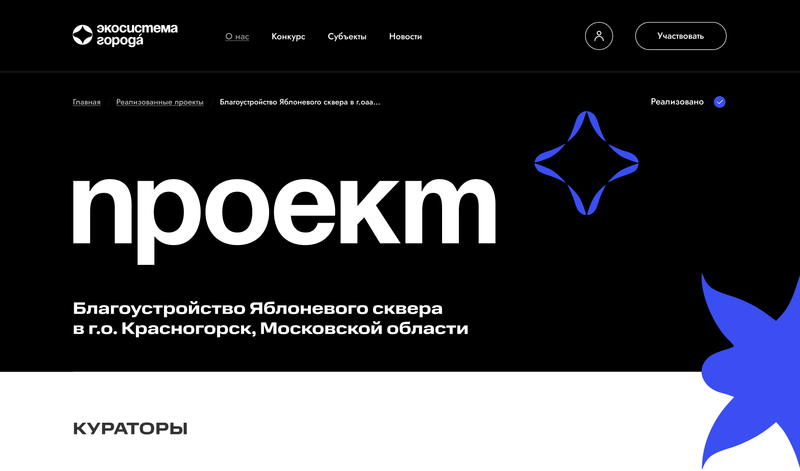 экосистема
города́
О нас
Конкурс
Субъекты
Новости
Участвовать
Главная
Реализованные проекты
Благоустройство Яблоневого сквера в г.оаа...
Реализовано
проект
Благоустройство Яблоневого сквера
в г.о. Красногорск, Московской области
КУРАТОРЫ